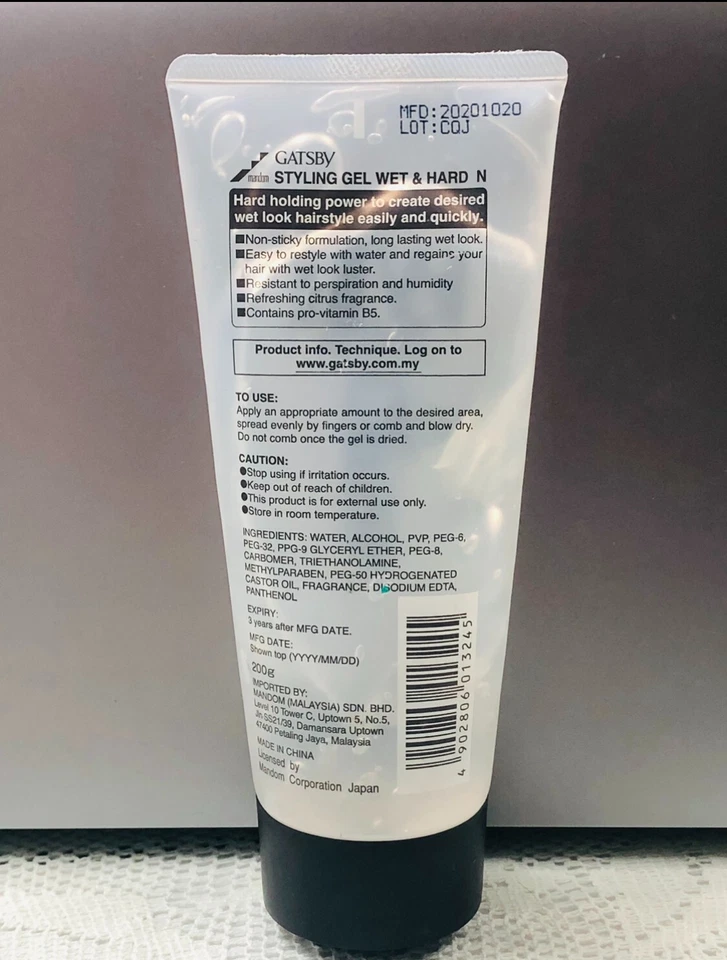 MFD:20201020
LOT:CQJ
GATSBY
mandom STYLING GEL WET & HARD N
Hard holding power to create desired
wet look hairstyle easily and quickly.
■Non-sticky formulation, long lasting wet look.
■Easy to restyle with water and regains your
hair with wet look luster.
■Resistant to perspiration and humidity
■Refreshing citrus fragrance.
■Contains pro-vitamin B5.
Product info. Technique. Log on to
www.gatsby.com.my
TO USE:
Apply an appropriate amount to the desired area,
spread evenly by fingers or comb and blow dry.
Do not comb once the gel is dried.
CAUTION:
●Stop using if irritation occurs.
●Keep out of reach of children.
●This product is for external use only.
●Store in room temperature.
INGREDIENTS: WATER, ALCOHOL, PVP, PEG-6,
PEG-32, PPG-9 GLYCERYL ETHER, PEG-8,
CARBOMER, TRIETHANOLAMINE,
METHYLPARABEN, PEG-50 HYDROGENATED
CASTOR OIL, FRAGRANCE, DISODIUM EDTA,
PANTHENOL
EXPIRY:
3 years after MFG DATE.
MFG DATE:
Shown top (YYYY/MM/DD)
200g
IMPORTED BY:
MANDOM (MALAYSIA) SDN. BHD.
Level 10 Tower C, Uptown 5, No.5,
Jln SS21/39, Damansara Uptown
47400 Petaling Jaya, Malaysia
MADE IN CHINA
Licensed by
Mandom Corporation Japan
4 902806 013245